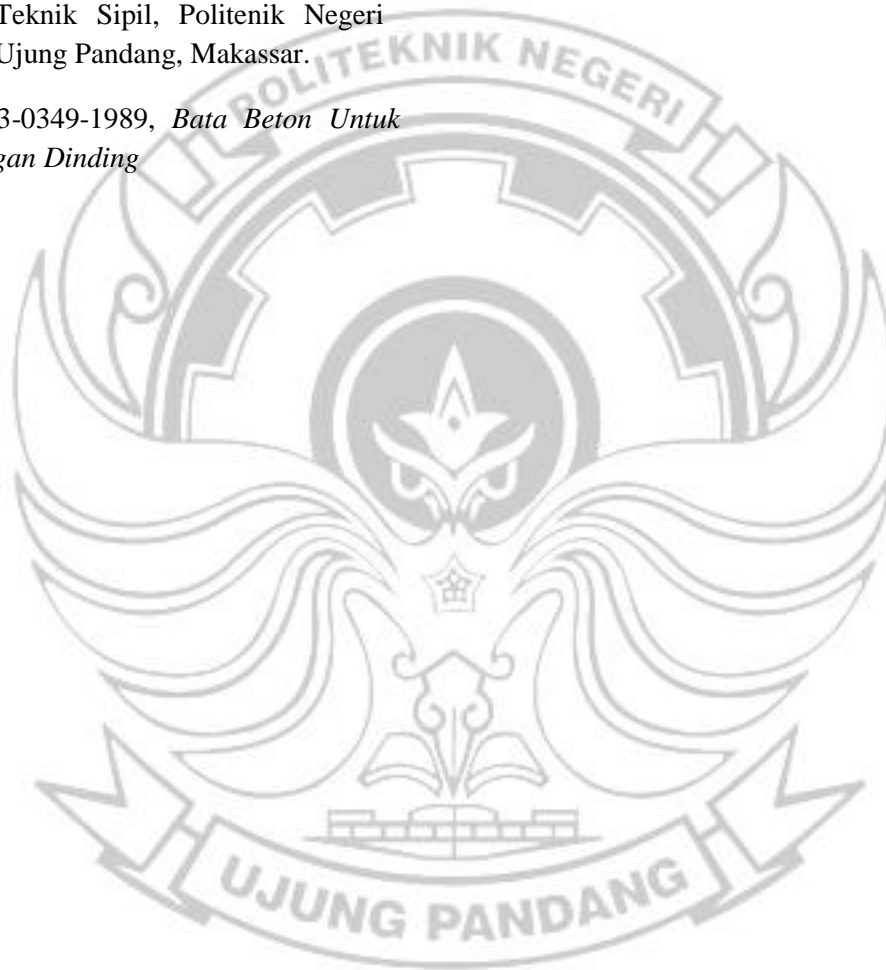 Teknik Sipil, Politenik Negeri
Ujung Pandang, Makassar.
3-0349-1989, Bata Beton Untuk
gan Dinding
POLITEKNIK NEGERI
UJUNG PANDANG